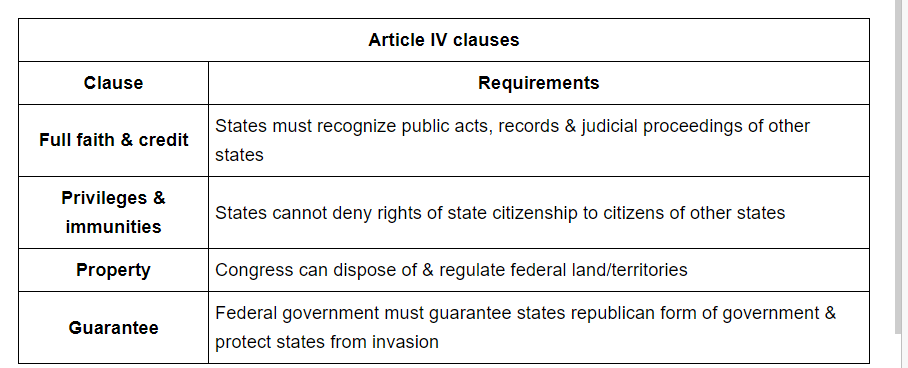 Article IV clauses
Clause
Requirements
Full faith & credit
States must recognize public acts, records & judicial proceedings of other
states
Privileges &
immunities
States cannot deny rights of state citizenship to citizens of other states
Property
Congress can dispose of & regulate federal land/territories
Guarantee
Federal government must guarantee states republican form of government &
protect states from invasion